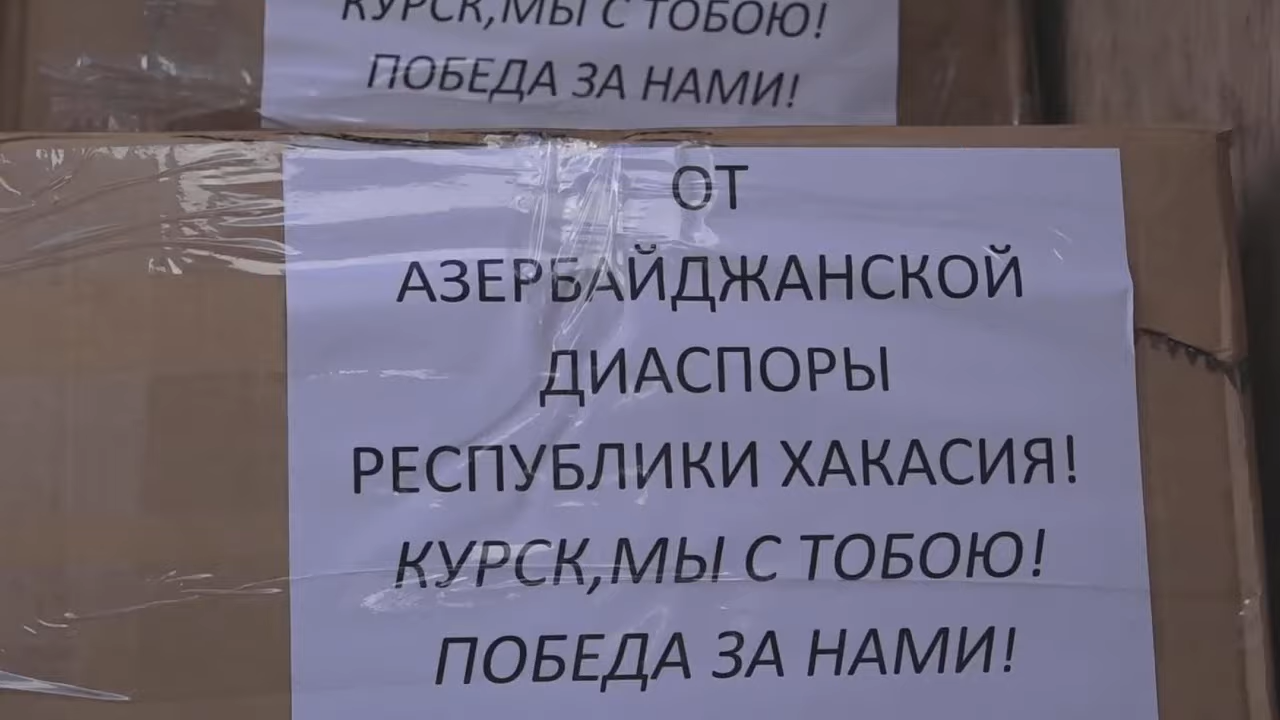 КУРСК,МЫ С ТОБОЮ!
ПОБЕДА ЗА НАМИ!
ОТ
АЗЕРБАЙДЖАНСКОЙ
ДИАСПОРЫ
РЕСПУБЛИКИ ХАКАСИЯ!
КУРСК,МЫ С ТОБОЮ!
ПОБЕДА ЗА НАМИ!